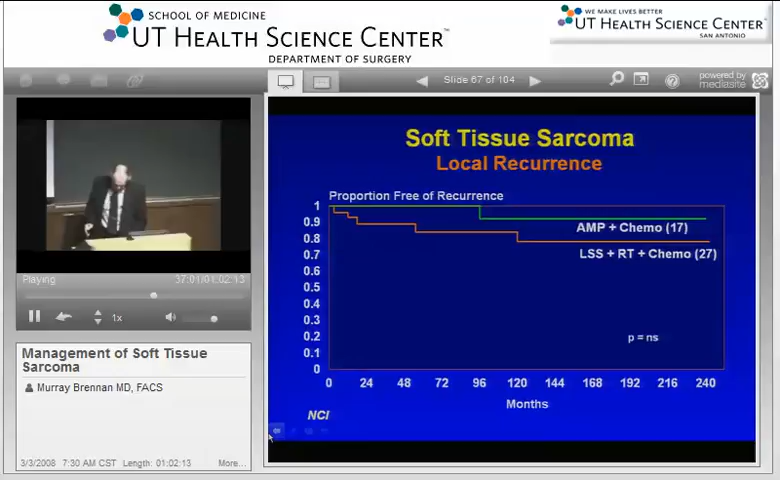 SCHOOL OF MEDICINE
UT HEALTH SCIENCE CENTER™
DEPARTMENT OF SURGERY
WE MAKE LIVES BETTER
UT HEALTH SCIENCE CENTER™
SAN ANTONIO
Slide 67 of 104
powered by
mediasite
Soft Tissue Sarcoma
Local Recurrence
Proportion Free of Recurrence
1
0.9
0.8
0.7
0.6
0.5
0.4
0.3
0.2
0.1
0
AMP + Chemo (17)
LSS + RT + Chemo (27)
p = ns
0 24 48 72 96 120 144 168 192 216 240
Months
NCI
Playing
37:01/01:02:13
1x
Management of Soft Tissue
Sarcoma
Murray Brennan MD, FACS
3/3/2008 7:30 AM CST Length: 01:02:13 More...